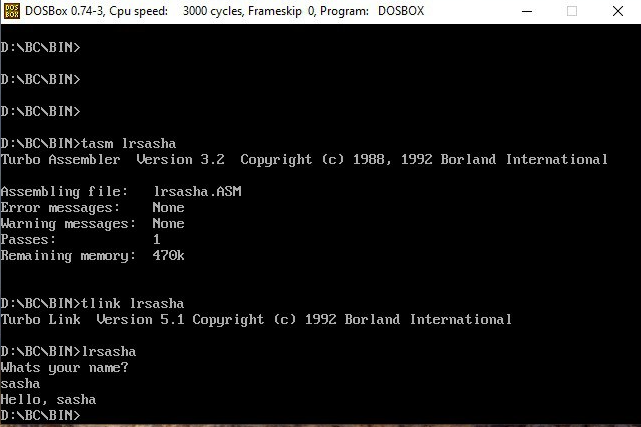 DOSBox 0.74-3, Cpu speed: 3000 cycles, Frameskip 0, Program: DOSBOX
D:\BC\BIN>
D:\BC\BIN>
D:\BC\BIN>
D:\BC\BIN>tasm lrsasha
Turbo Assembler Version 3.2 Copyright (c) 1988, 1992 Borland International
Assembling file: lrsasha.ASM
Error messages: None
Warning messages: None
Passes: 1
Remaining memory: 470k
D:\BC\BIN>tlink lrsasha
Turbo Link Version 5.1 Copyright (c) 1992 Borland International
D:\BC\BIN>lrsasha
Whats your name?
sasha
Hello, sasha
D:\BC\BIN>